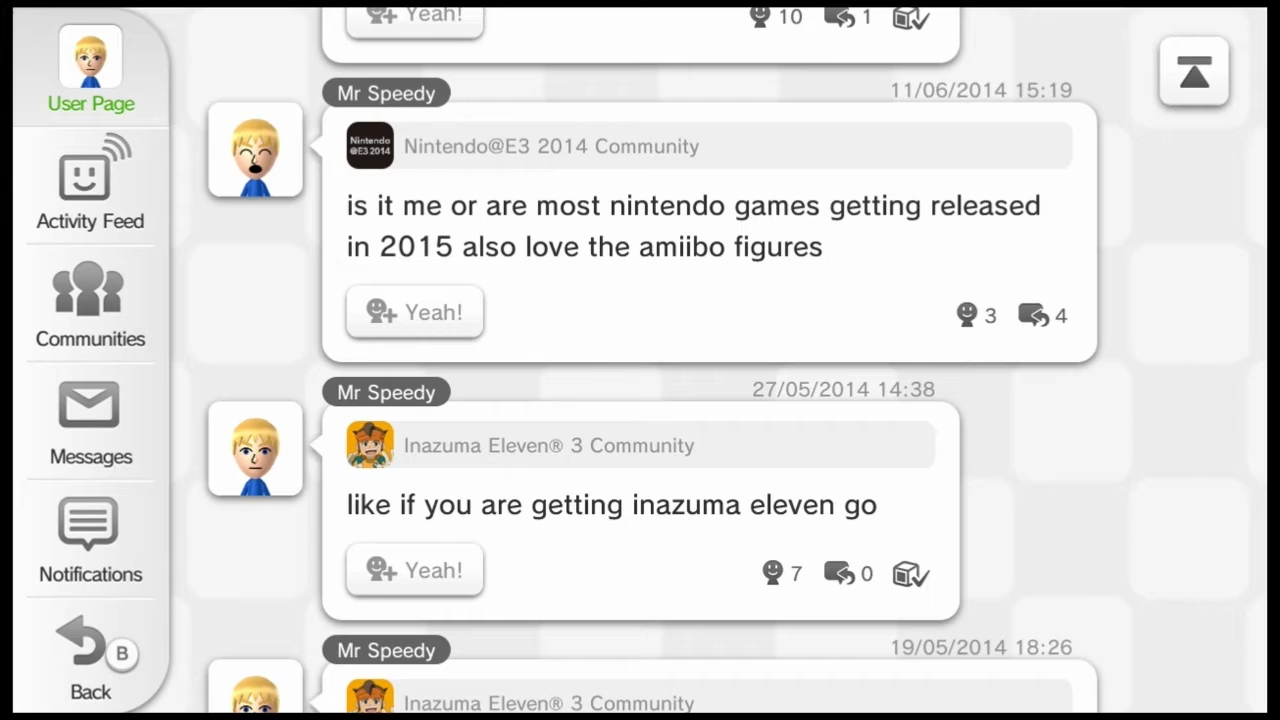 User Page
Activity Feed
Communities
Messages
Notifications
B
Back
Yeah!
10 1
Mr Speedy
11/06/2014 15:19
Nintendo @E3 2014
Nintendo@E3 2014 Community
is it me or are most nintendo games getting released
in 2015 also love the amiibo figures
Yeah!
3 4
Mr Speedy
27/05/2014 14:38
Inazuma Eleven® 3 Community
like if you are getting inazuma eleven go
Yeah!
7 0
Mr Speedy
19/05/2014 18:26
Inazuma Eleven® 3 Community